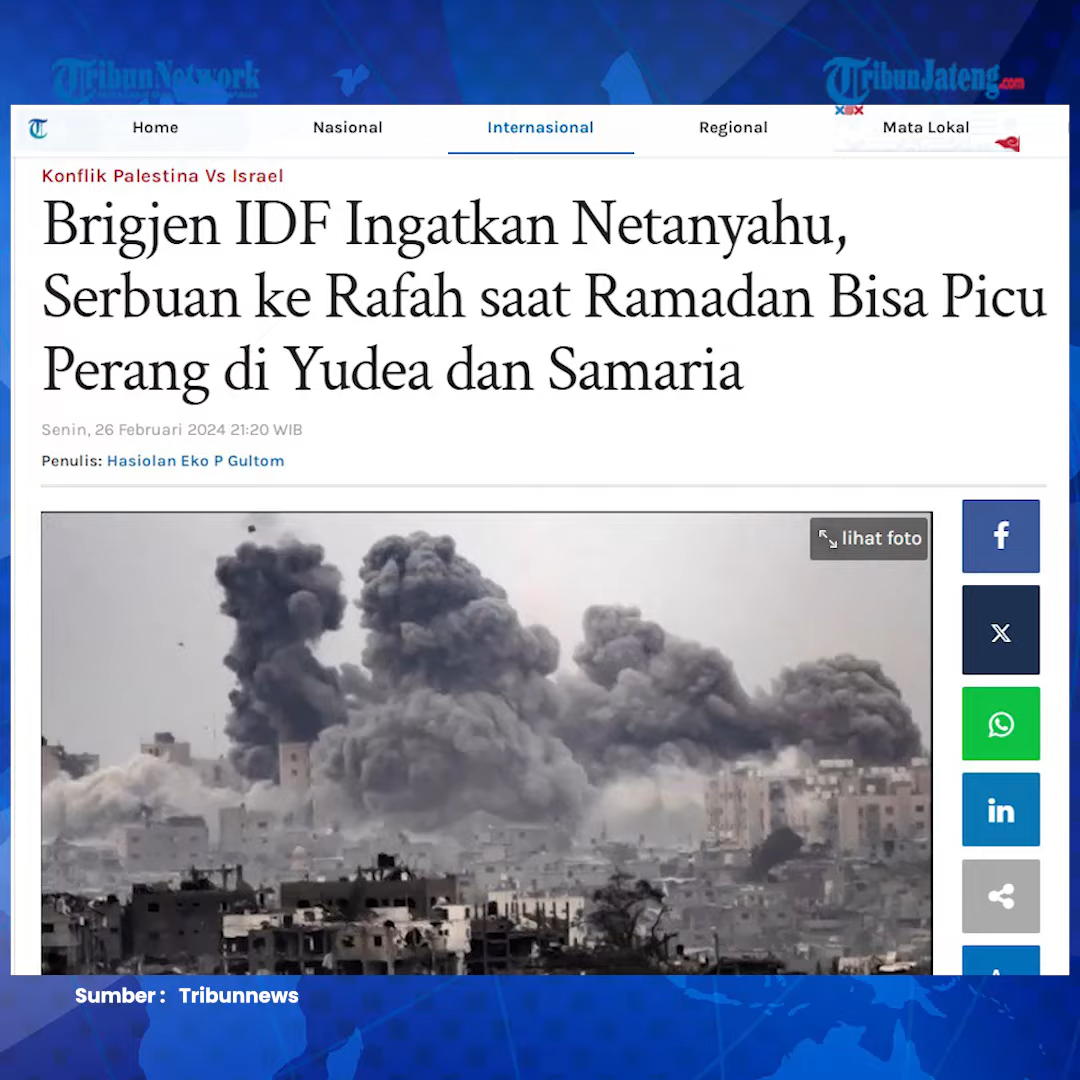 TribunNetwork
TribunJateng.com
Home Nasional Internasional Regional Mata Lokal
Konflik Palestina Vs Israel
Brigjen IDF Ingatkan Netanyahu,
Serbuan ke Rafah saat Ramadan Bisa Picu
Perang di Yudea dan Samaria
Senin, 26 Februari 2024 21:20 WIB
Penulis: Hasiolan Eko P Gultom
lihat foto
Sumber : Tribunnews